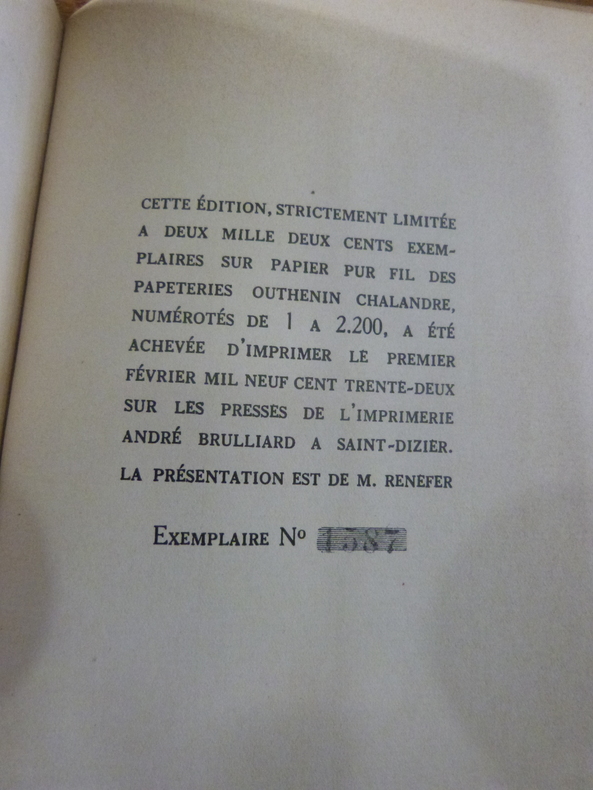 CETTE ÉDITION, STRICTEMENT LIMITÉE
A DEUX MILLE DEUX CENTS EXEM-
PLAIRES SUR PAPIER PUR FIL DES
PAPETERIES OUTHENIN CHALANDRE,
NUMÉROTÉS DE 1 A 2.200, A ÉTÉ
ACHEVÉE D'IMPRIMER LE PREMIER
FÉVRIER MIL NEUF CENT TRENTE-DEUX
SUR LES PRESSES DE L'IMPRIMERIE
ANDRÉ BRULLIARD A SAINT-DIZIER.
LA PRÉSENTATION EST DE M. RENEFER
EXEMPLAIRE Nº 1587